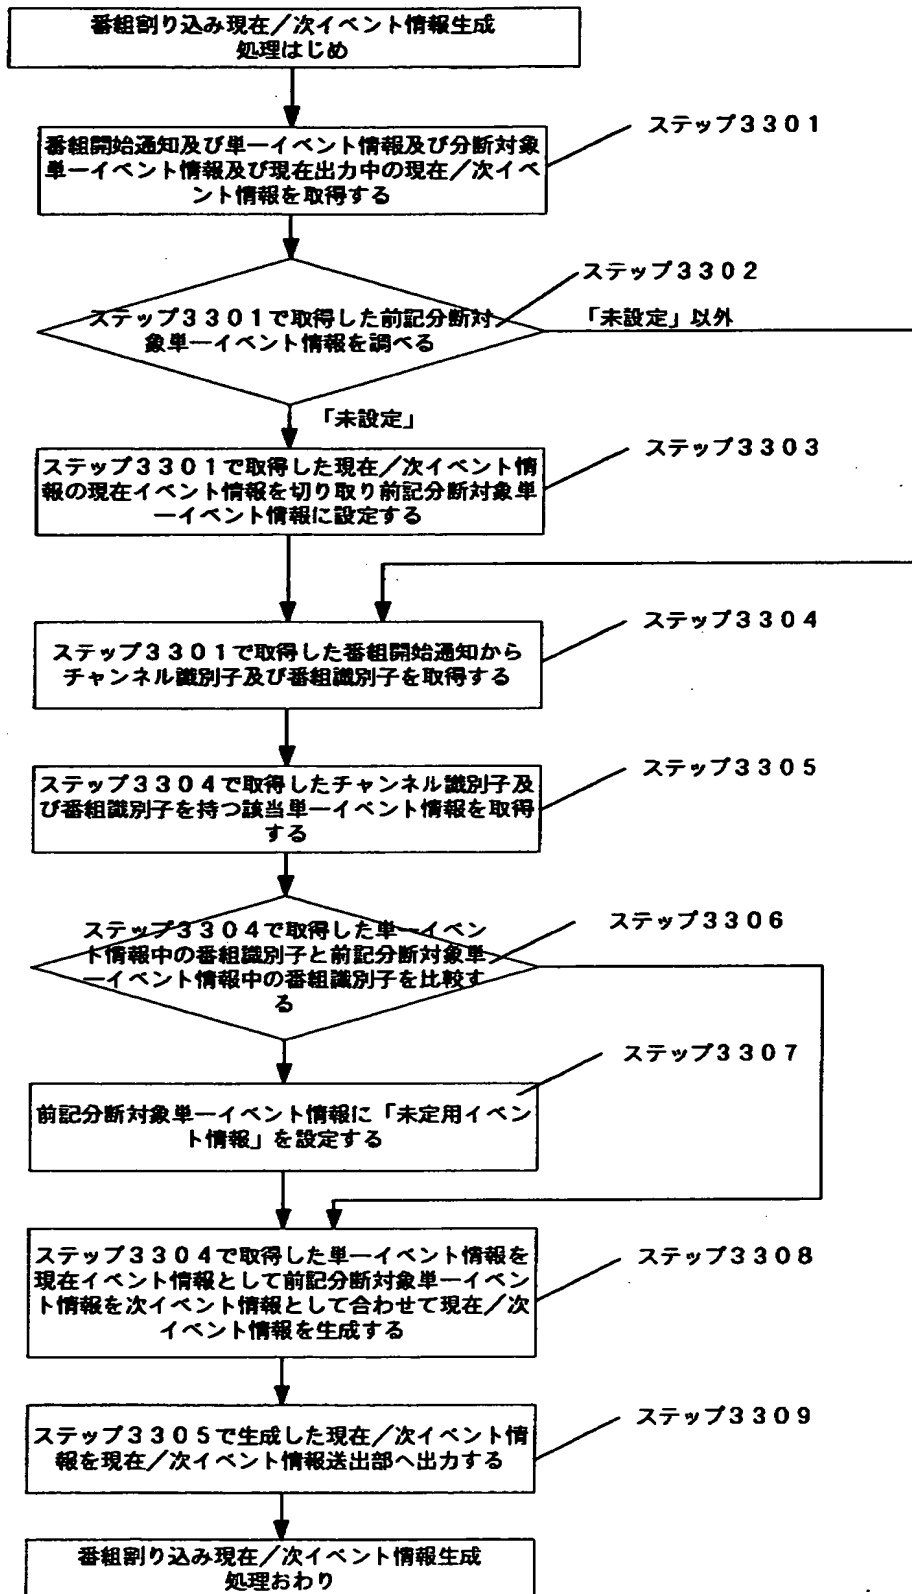 番組割り込み現在／次イベント情報生成
処理はじめ
ステップ３３０１
番組開始通知及び単一イベント情報及び分断対象
単一イベント情報及び現在出力中の現在／次イベ
ント情報を取得する
ステップ３３０２
「未設定」以外
ステップ３３０１で取得した前記分断対
象単一イベント情報を調べる
「未設定」
ステップ３３０３
ステップ３３０１で取得した現在／次イベント情
報の現在イベント情報を切り取り前記分断対象単
一イベント情報に設定する
ステップ３３０４
ステップ３３０１で取得した番組開始通知から
チャンネル識別子及び番組識別子を取得する
ステップ３３０５
ステップ３３０４で取得したチャンネル識別子及
び番組識別子を持つ該当単一イベント情報を取得
する
ステップ３３０６
ステップ３３０４で取得した単一イベン
ト情報中の番組識別子と前記分断対象単
一イベント情報中の番組識別子を比較す
る
ステップ３３０７
前記分断対象単一イベント情報に「未定用イベン
ト情報」を設定する
ステップ３３０８
ステップ３３０４で取得した単一イベント情報を
現在イベント情報として前記分断対象単一イベン
ト情報を次イベント情報として合わせて現在／次
イベント情報を生成する
ステップ３３０９
ステップ３３０５で生成した現在／次イベント情
報を現在／次イベント情報送出部へ出力する
番組割り込み現在／次イベント情報生成
処理おわり